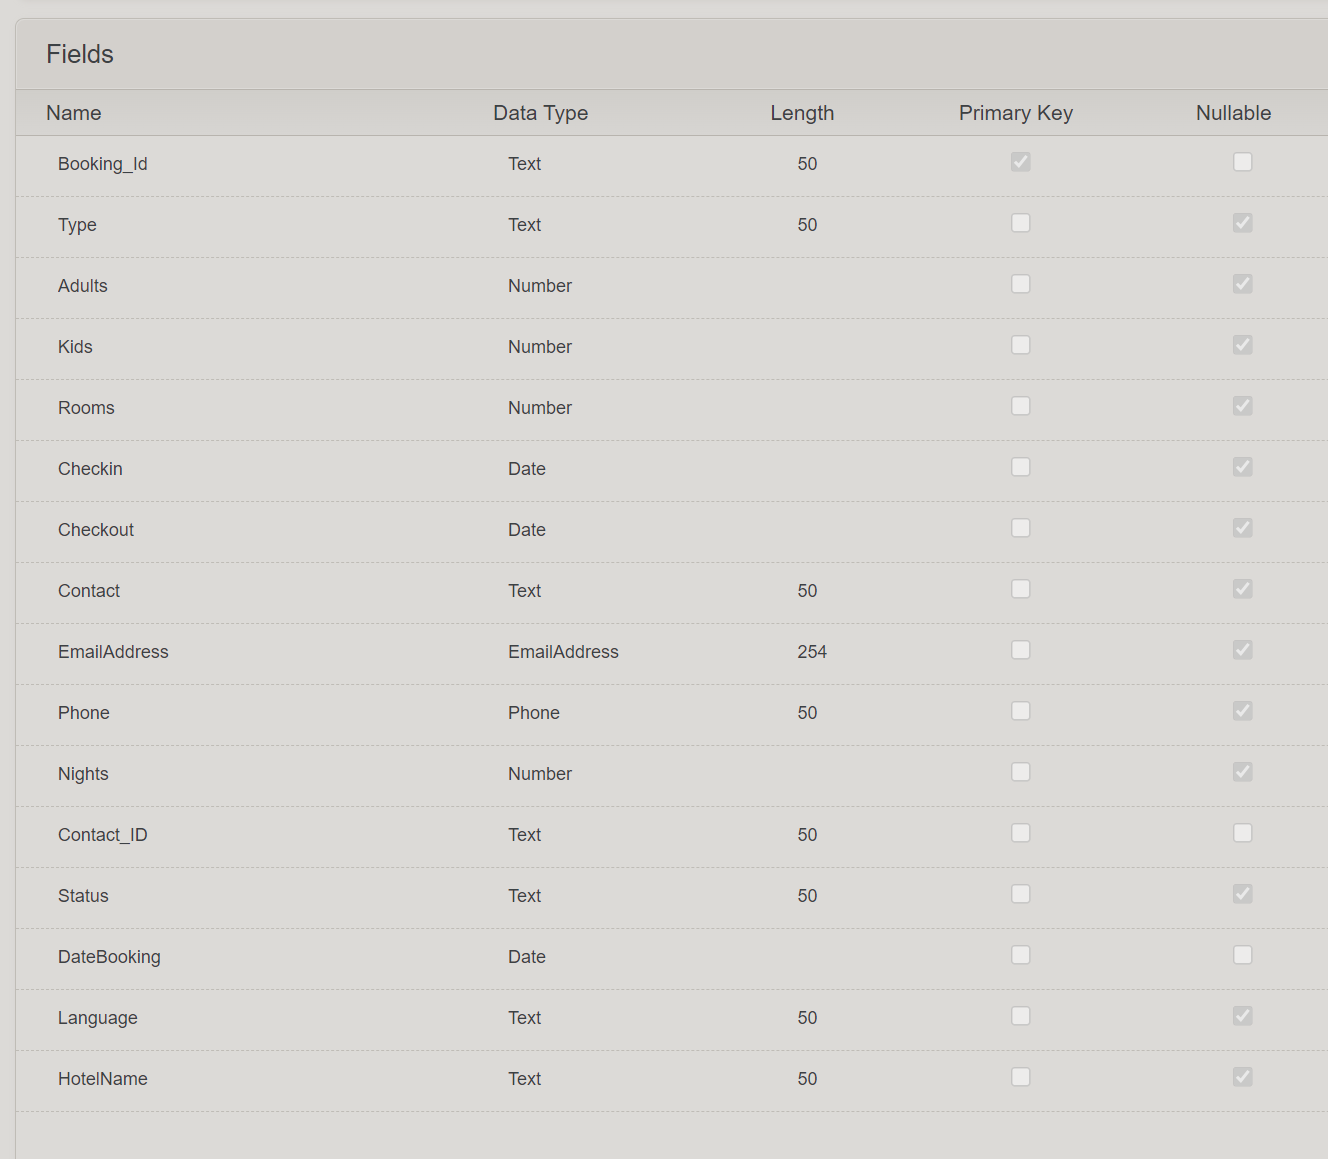 Fields
Name Data Type Length Primary Key Nullable
Booking_Id Text 50
Type Text 50
Adults Number
Kids Number
Rooms Number
Checkin Date
Checkout Date
Contact Text 50
EmailAddress EmailAddress 254
Phone Phone 50
Nights Number
Contact_ID Text 50
Status Text 50
DateBooking Date
Language Text 50
HotelName Text 50